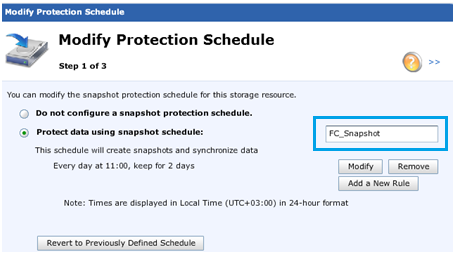 Modify Protection Schedule
Modify Protection Schedule
Step 1 of 3
? >>
You can modify the snapshot protection schedule for this storage resource.
Do not configure a snapshot protection schedule.
Protect data using snapshot schedule: FC_Snapshot
This schedule will create snapshots and synchronize data
Every day at 11:00, keep for 2 days Modify Remove
Add a New Rule
Note: Times are displayed in Local Time (UTC+03:00) in 24-hour format
Revert to Previously Defined Schedule